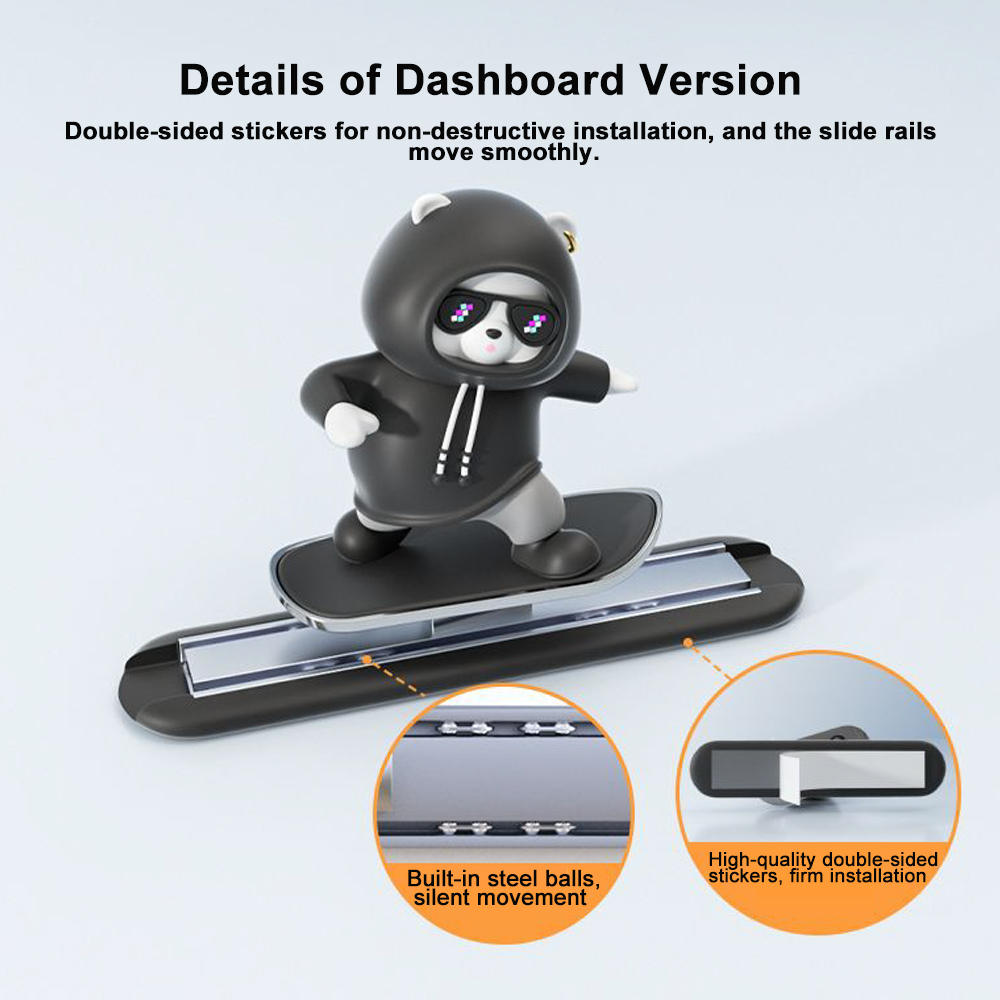 Details of Dashboard Version
Double-sided stickers for non-destructive installation, and the slide rails
move smoothly.
Built-in steel balls,
silent movement
High-quality double-sided
stickers, firm installation